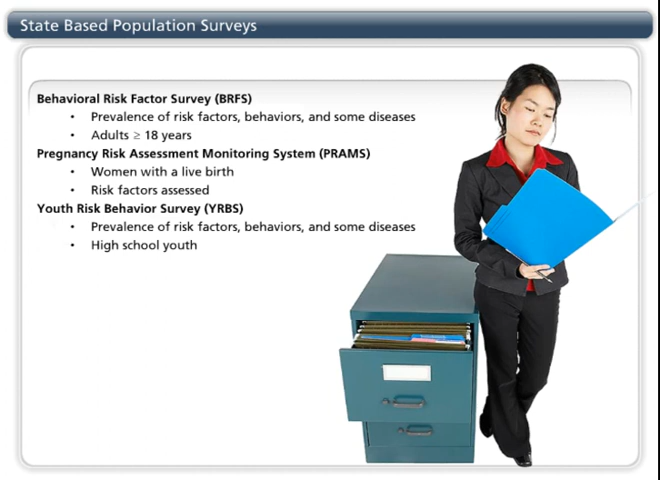 State Based Population Surveys
Behavioral Risk Factor Survey (BRFS)
• Prevalence of risk factors, behaviors, and some diseases
• Adults ≥ 18 years
Pregnancy Risk Assessment Monitoring System (PRAMS)
• Women with a live birth
• Risk factors assessed
Youth Risk Behavior Survey (YRBS)
• Prevalence of risk factors, behaviors, and some diseases
• High school youth